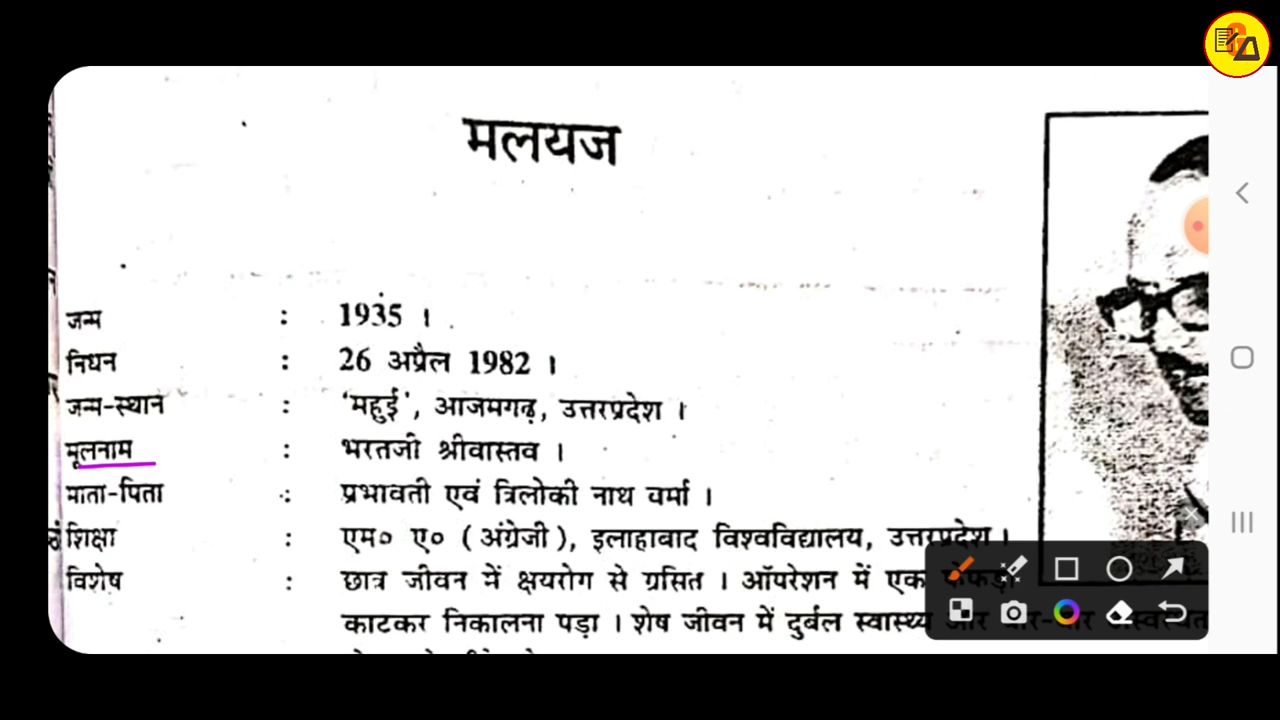 मलयज
जन्म : 1935 ।
निधन : 26 अप्रैल 1982 ।
जन्म-स्थान : 'महुई', आजमगढ़, उत्तरप्रदेश ।
मूलनाम : भरतजी श्रीवास्तव ।
माता-पिता : प्रभावती एवं त्रिलोकी नाथ वर्मा ।
शिक्षा : एम० ए० (अंग्रेजी), इलाहाबाद विश्वविद्यालय, उत्तरप्रदेश ।
विशेष : छात्र जीवन में क्षयरोग से ग्रसित । ऑपरेशन में एक फेफड़ा
काटकर निकालना पड़ा । शेष जीवन में दुर्बल स्वास्थ्य और बार-बार